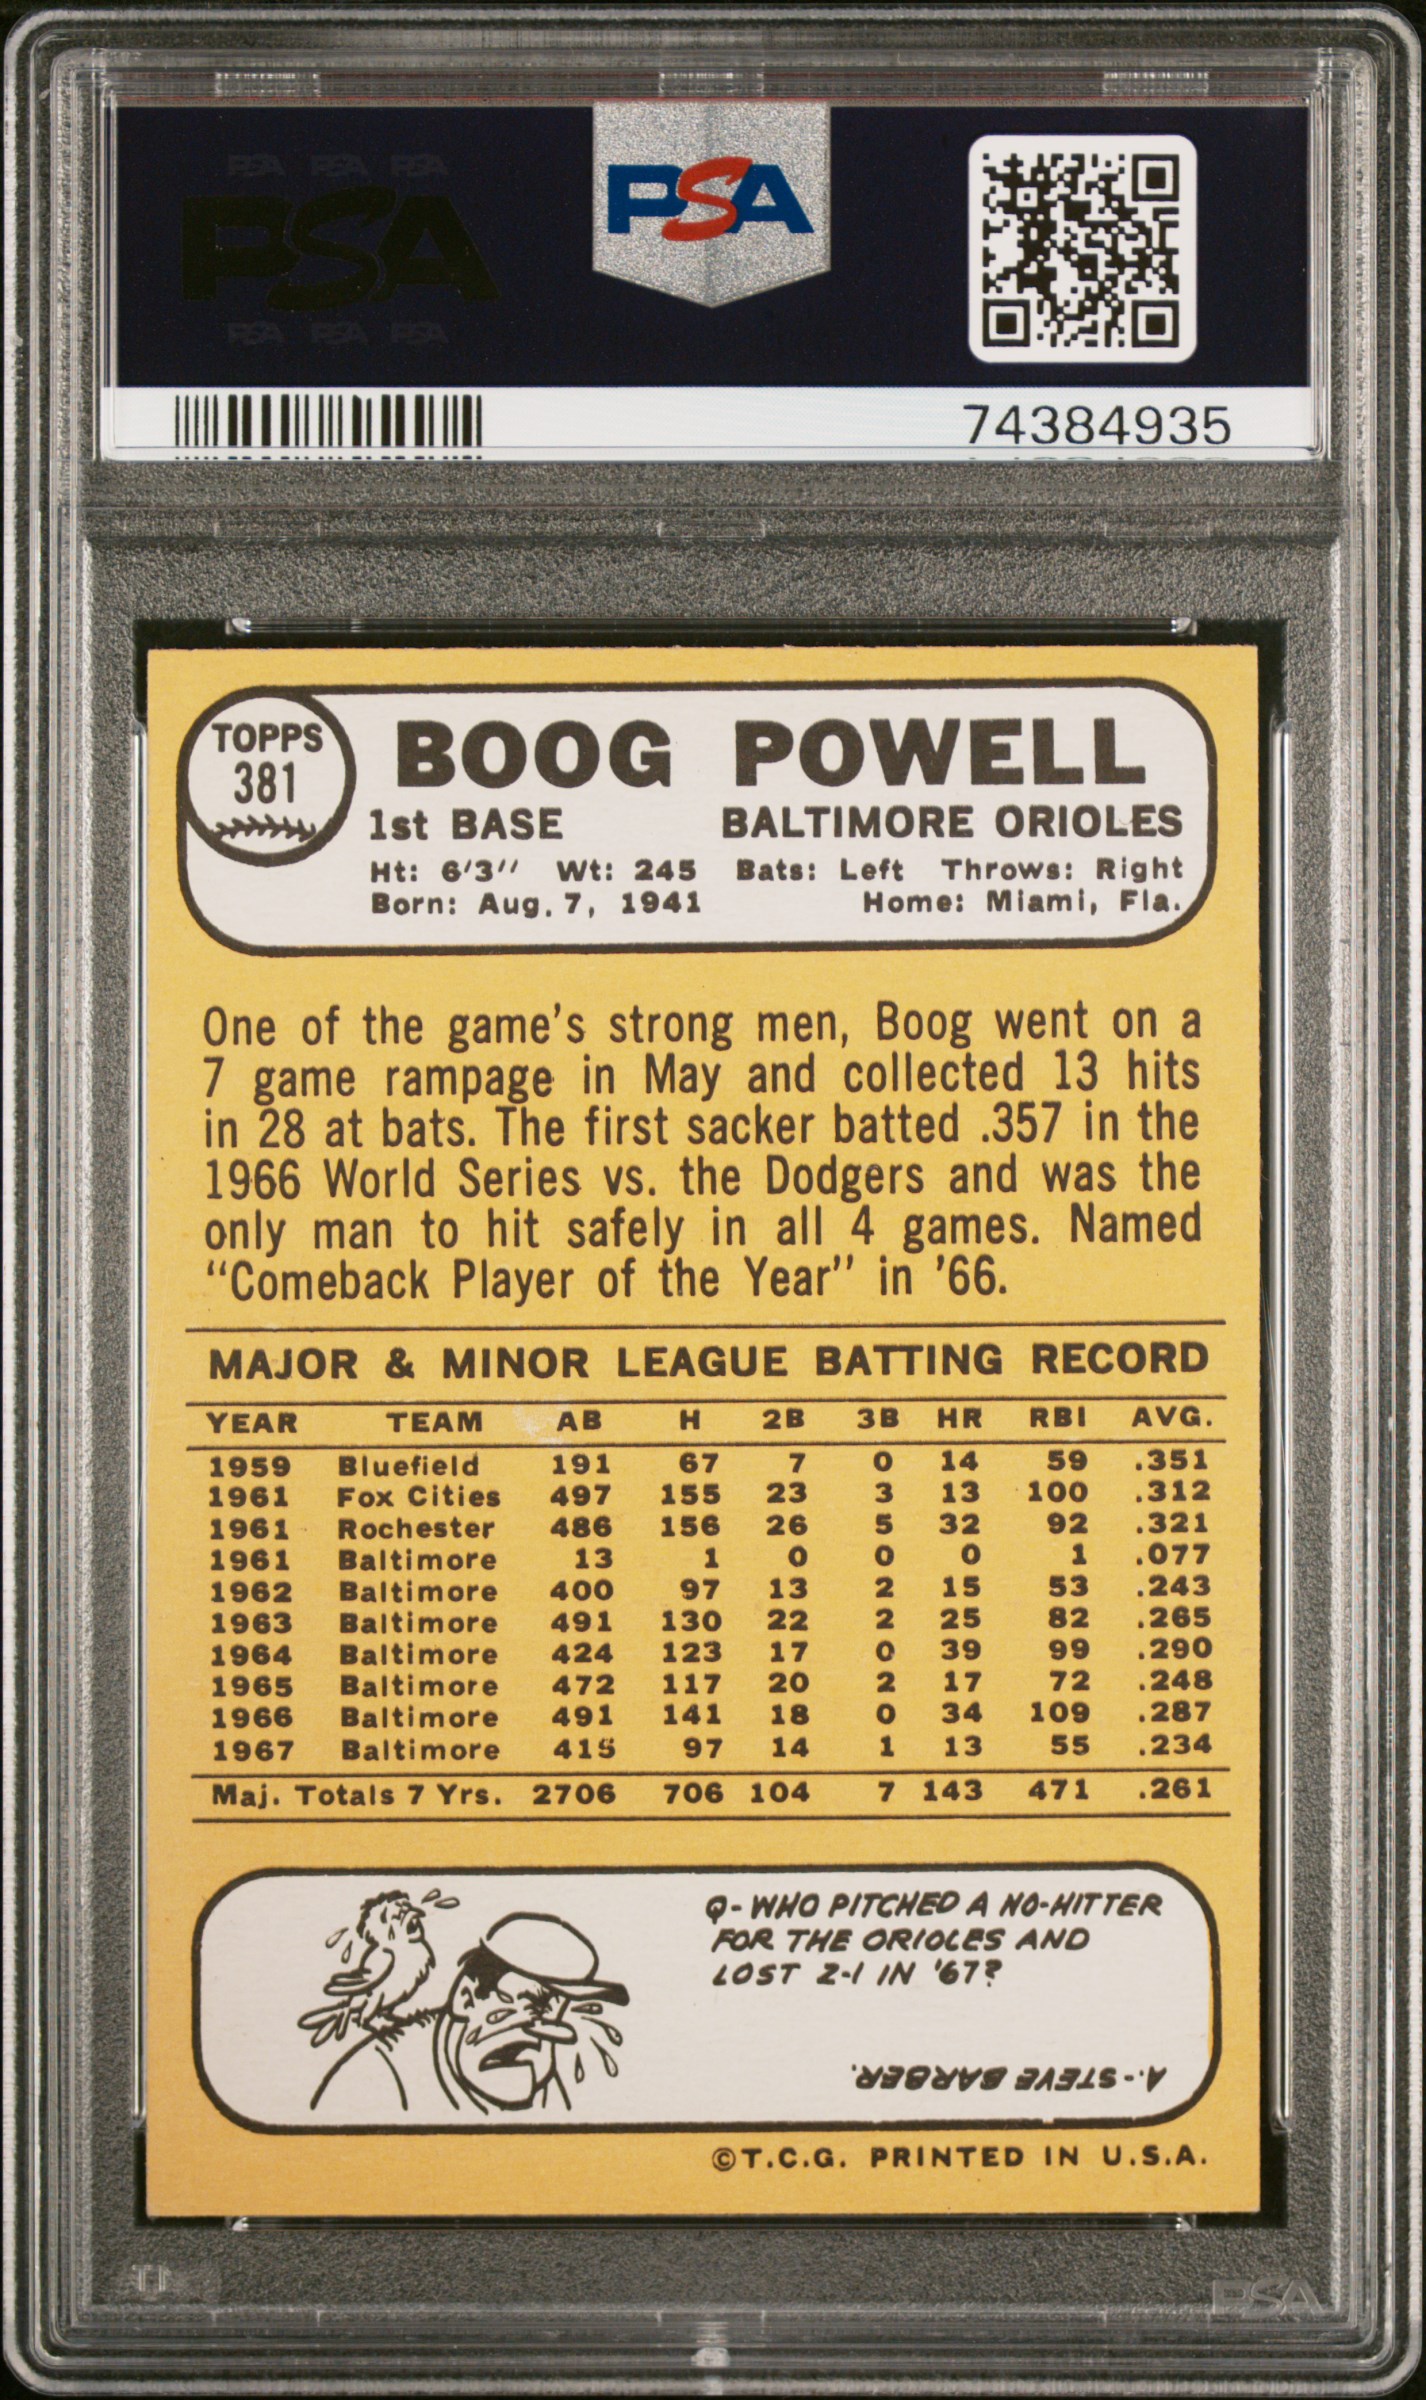 PSA PSA PSA
PSA
PSA PSA PSA
PSA
74384935
TOPPS
381
BOOG POWELL
1st BASE BALTIMORE ORIOLES
Ht: 6'3'' Wt: 245 Bats: Left Throws: Right
Born: Aug. 7, 1941 Home: Miami, Fla.
One of the game's strong men, Boog went on a
7 game rampage in May and collected 13 hits
in 28 at bats. The first sacker batted .357 in the
1966 World Series vs. the Dodgers and was the
only man to hit safely in all 4 games. Named
“Comeback Player of the Year” in '66.
MAJOR & MINOR LEAGUE BATTING RECORD
YEAR TEAM AB H 2B 3B HR RBI AVG.
1959 Bluefield 191 67 7 0 14 59 .351
1961 Fox Cities 497 155 23 3 13 100 .312
1961 Rochester 486 156 26 5 32 92 .321
1961 Baltimore 13 1 0 0 0 1 .077
1962 Baltimore 400 97 13 2 15 53 .243
1963 Baltimore 491 130 22 2 25 82 .265
1964 Baltimore 424 123 17 0 39 99 .290
1965 Baltimore 472 117 20 2 17 72 .248
1966 Baltimore 491 141 18 0 34 109 .287
1967 Baltimore 415 97 14 1 13 55 .234
Maj. Totals 7 Yrs. 2706 706 104 7 143 471 .261
Q-WHO PITCHED A NO-HITTER
FOR THE ORIOLES AND
LOST 2-1 IN '67?
A.-STEVE BARBER.
©T.C.G. PRINTED IN U.S.A.
PSA